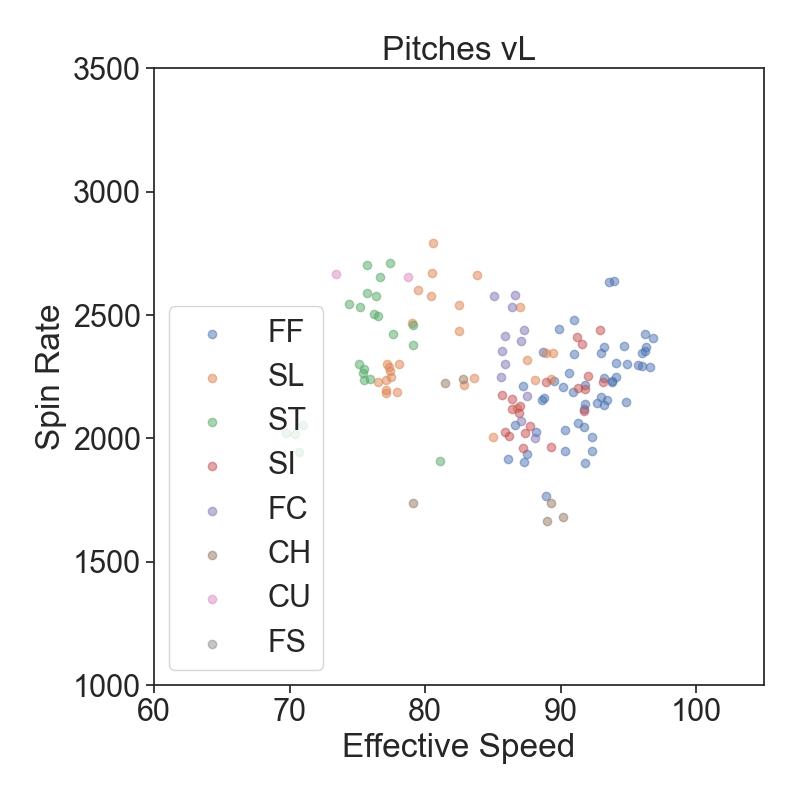 Pitches vL
3500
3000
2500
2000
1500
1000
Spin Rate
FF
SL
ST
SI
FC
CH
CU
FS
60 70 80 90 100
Effective Speed